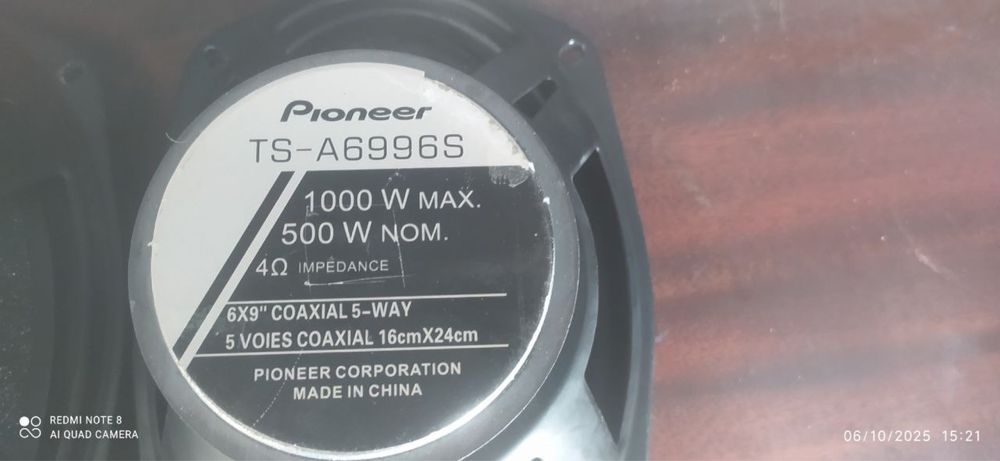 Pioneer
TS-A6996S
1000 W MAX.
500 W NOM.
4Ω IMPEDANCE
6X9" COAXIAL 5-WAY
5 VOIES COAXIAL 16cmX24cm
PIONEER CORPORATION
MADE IN CHINA
REDMI NOTE 8
AI QUAD CAMERA
06/10/2025 15:21